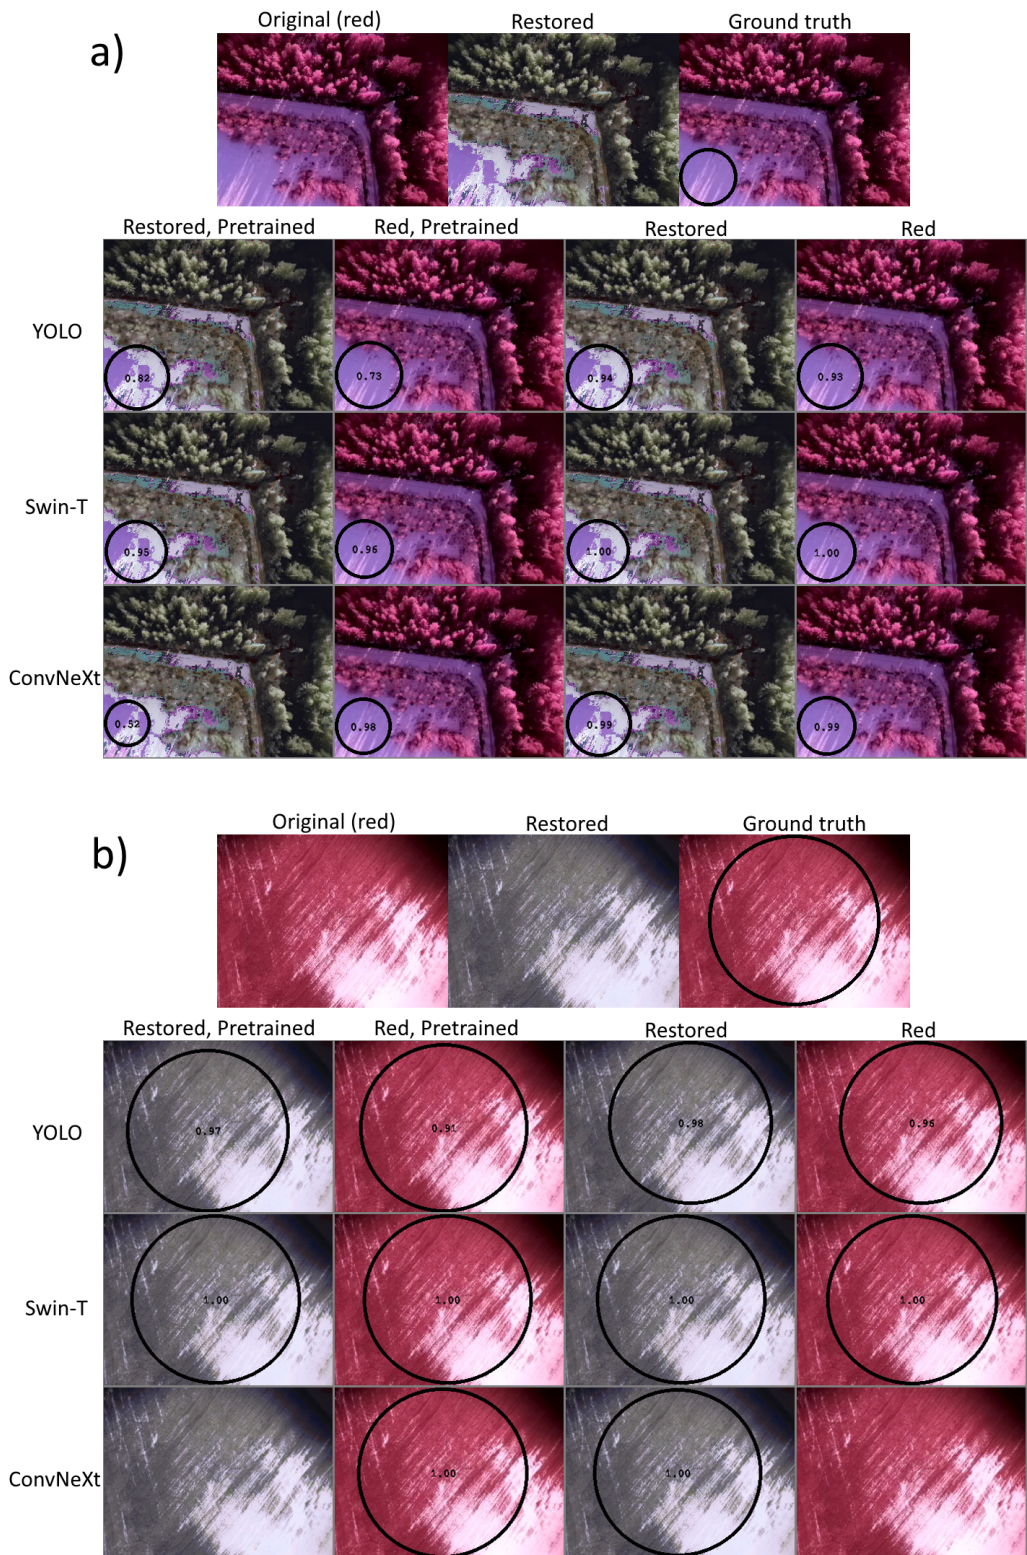 a)
Original (red) Restored Ground truth
Restored, Pretrained Red, Pretrained Restored Red
YOLO 0.82 0.73 0.94 0.93
Swin-T 0.95 0.96 1.00 1.00
ConvNeXt 0.52 0.98 0.99 0.99
b)
Original (red) Restored Ground truth
Restored, Pretrained Red, Pretrained Restored Red
YOLO 0.97 0.91 0.98 0.96
Swin-T 1.00 1.00 1.00 1.00
ConvNeXt 1.00 1.00